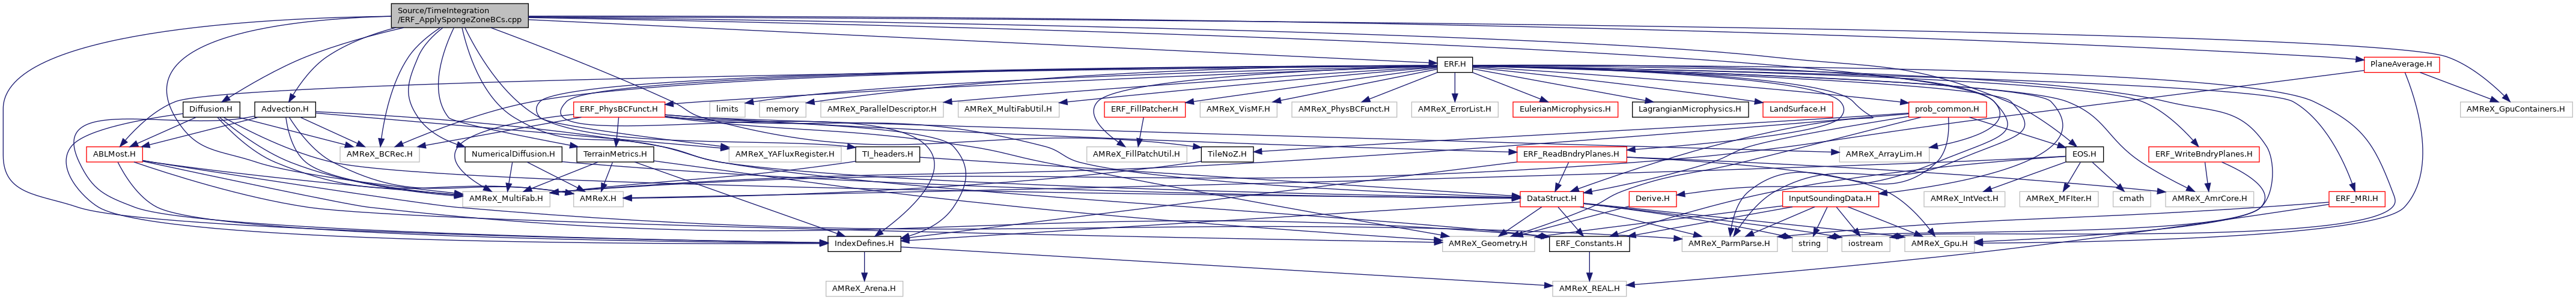 Source/TimeIntegration
/ERF_ApplySpongeZoneBCs.cpp
ERF.H
PlaneAverage.H
Diffusion.H
Advection.H
ERF_PhysBCFunct.H
limits
memory
AMReX_ParallelDescriptor.H
AMReX_MultiFabUtil.H
ERF_FillPatcher.H
AMReX_VisMF.H
AMReX_PhysBCFunct.H
AMReX_ErrorList.H
EulerianMicrophysics.H
LagrangianMicrophysics.H
LandSurface.H
prob_common.H
AMReX_GpuContainers.H
ABLMost.H
AMReX_BCRec.H
NumericalDiffusion.H
TerrainMetrics.H
AMReX_YAFluxRegister.H
TI_headers.H
AMReX_FillPatchUtil.H
TileNoZ.H
ERF_ReadBndryPlanes.H
AMReX_ArrayLim.H
EOS.H
ERF_WriteBndryPlanes.H
AMReX_MultiFab.H
AMReX.H
DataStruct.H
Derive.H
InputSoundingData.H
AMReX_IntVect.H
AMReX_MFIter.H
cmath
AMReX_AmrCore.H
ERF_MRI.H
IndexDefines.H
AMReX_Geometry.H
ERF_Constants.H
AMReX_ParmParse.H
string
iostream
AMReX_Gpu.H
AMReX_Arena.H
AMReX_REAL.H